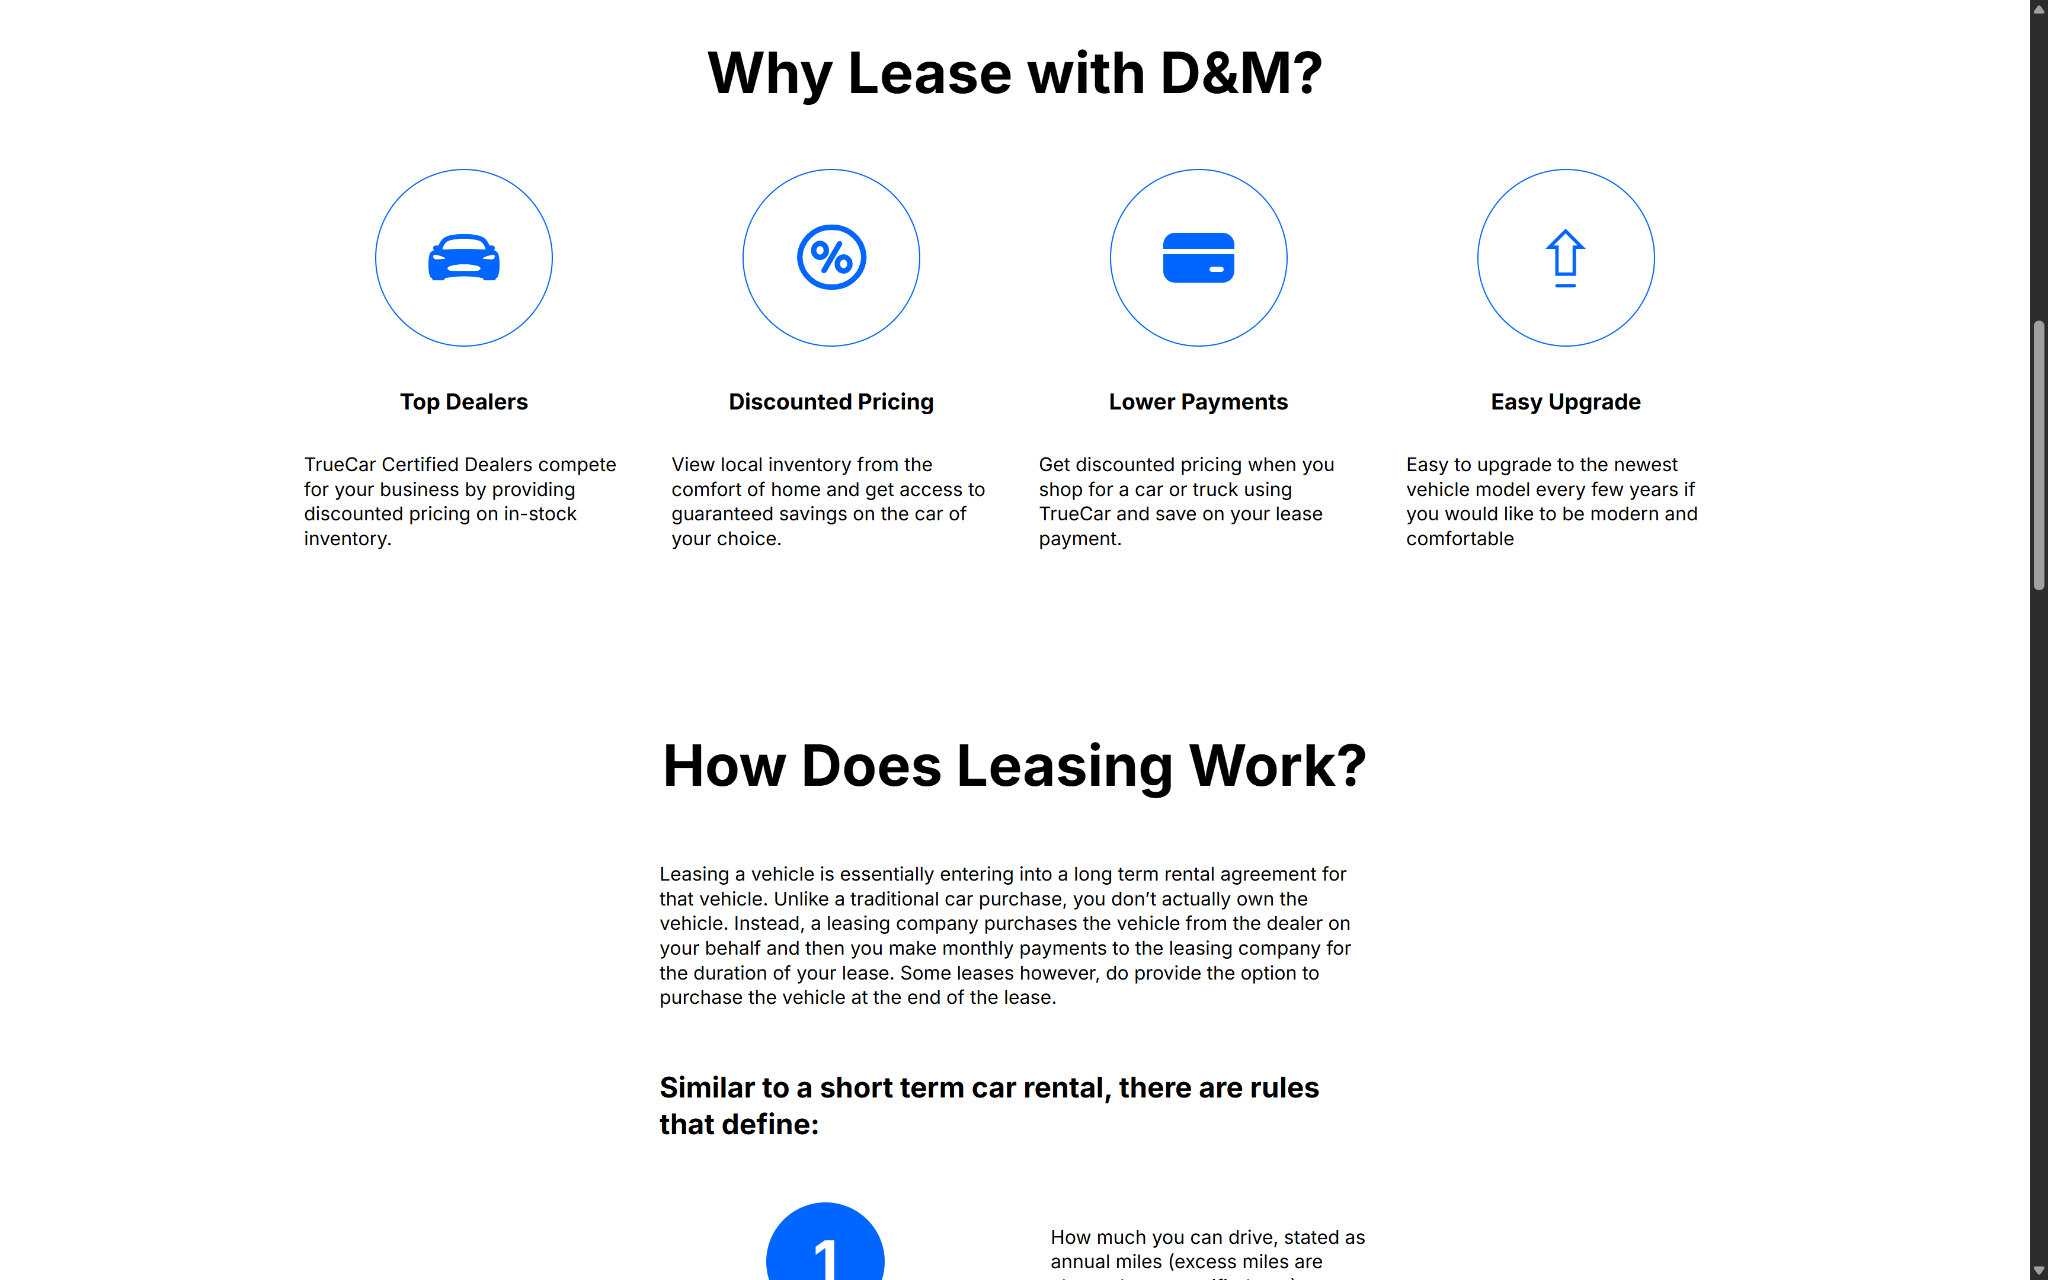 Why Lease with D&M?
Top Dealers
TrueCar Certified Dealers compete
for your business by providing
discounted pricing on in-stock
inventory.
Discounted Pricing
View local inventory from the
comfort of home and get access to
guaranteed savings on the car of
your choice.
Lower Payments
Get discounted pricing when you
shop for a car or truck using
TrueCar and save on your lease
payment.
Easy Upgrade
Easy to upgrade to the newest
vehicle model every few years if
you would like to be modern and
comfortable
How Does Leasing Work?
Leasing a vehicle is essentially entering into a long term rental agreement for
that vehicle. Unlike a traditional car purchase, you don’t actually own the
vehicle. Instead, a leasing company purchases the vehicle from the dealer on
your behalf and then you make monthly payments to the leasing company for
the duration of your lease. Some leases however, do provide the option to
purchase the vehicle at the end of the lease.
Similar to a short term car rental, there are rules
that define:
1
How much you can drive, stated as
annual miles (excess miles are